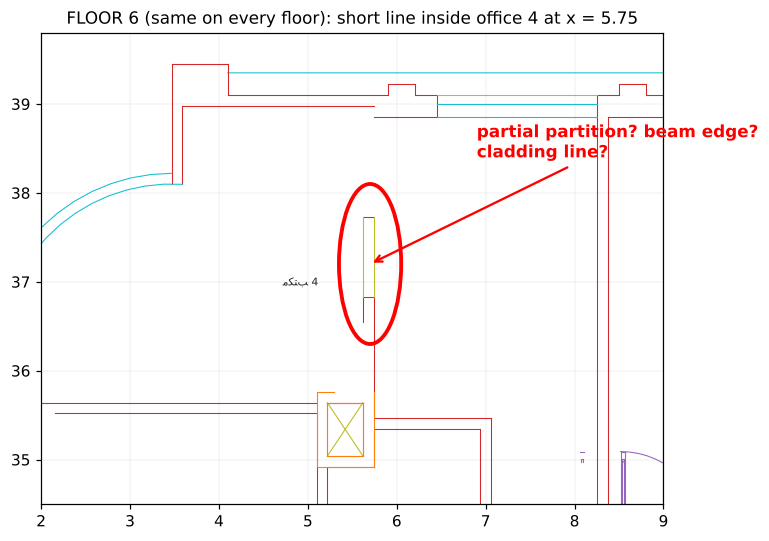 FLOOR 6 (same on every floor): short line inside office 4 at x = 5.75
39
38
37
36
35
partial partition? beam edge?
cladding line?
4 بتكم
2 3 4 5 6 7 8 9